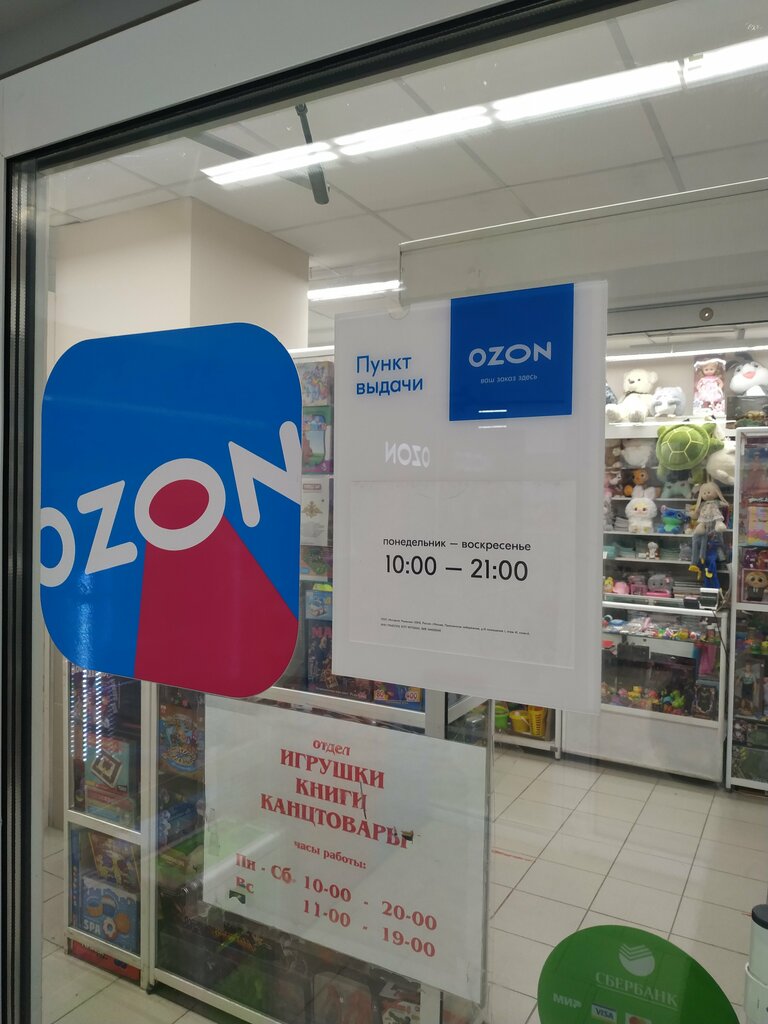 OZON
Пункт
выдачи
OZON
ваш заказ здесь
OZON
понедельник — воскресенье
10:00 — 21:00
отдел
ИГРУШКИ
КНИГИ
КАНЦТОВАРЫ
часы работы:
Пн - Сб 10-00 - 20-00
Вс 11-00 - 19-00
СБЕРБАНК
МИР VISA